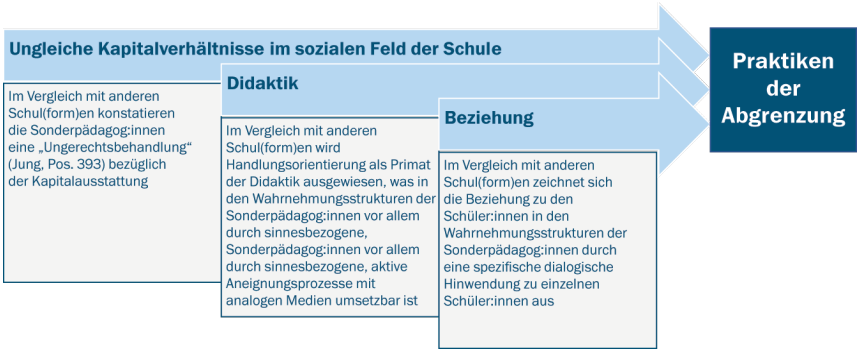 Ungleiche Kapitalverhältnisse im sozialen Feld der Schule
Im Vergleich mit anderen
Schul(form)en konstatieren
die Sonderpädagog:innen
eine „Ungerechtsbehandlung“
(Jung, Pos. 393) bezüglich
der Kapitalausstattung
Didaktik
Im Vergleich mit anderen
Schul(form)en wird
Handlungsorientierung als Primat
der Didaktik ausgewiesen, was in
den Wahrnehmungsstrukturen der
Sonderpädagog:innen vor allem
durch sinnesbezogene,
Sonderpädagog:innen vor allem
durch sinnesbezogene, aktive
Aneignungsprozesse mit
analogen Medien umsetzbar ist
Beziehung
Im Vergleich mit anderen
Schul(form)en zeichnet sich
die Beziehung zu den
Schüler:innen in den
Wahrnehmungsstrukturen der
Sonderpädagog:innen durch
eine spezifische dialogische
Hinwendung zu einzelnen
Schüler:innen aus
Praktiken
der
Abgrenzung